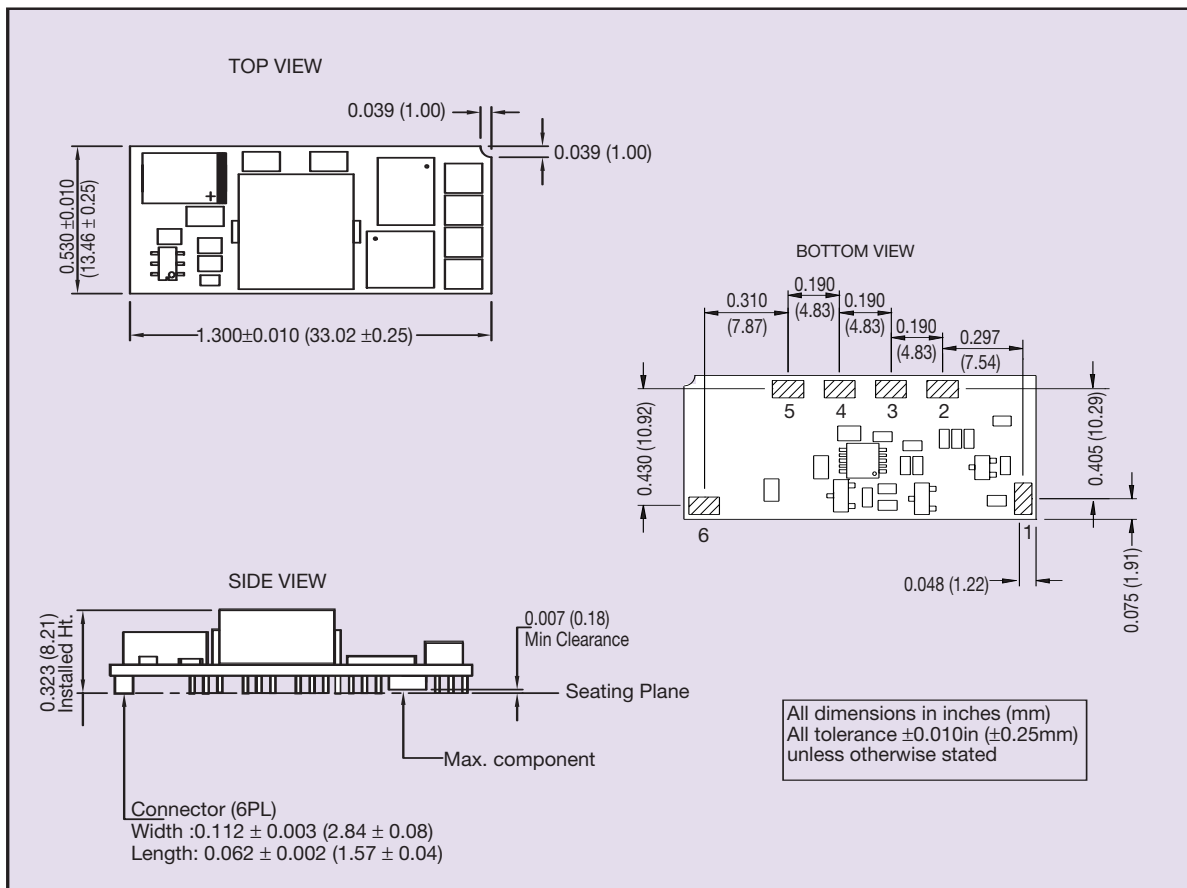 TOP VIEW
0.039 (1.00)
0.039 (1.00)
0.530 ±0.010
(13.46 ± 0.25)
+
1.300±0.010 (33.02 ±0.25)
BOTTOM VIEW
0.310
(7.87)
0.190
(4.83)
0.190
(4.83)
0.190
(4.83)
0.297
(7.54)
5
4
3
2
0.430 (10.92)
0.405 (10.29)
6
1
0.048 (1.22)
0.075 (1.91)
SIDE VIEW
0.323 (8.21)
Installed Ht.
0.007 (0.18)
Min Clearance
Seating Plane
Max. component
Connector (6PL)
Width :0.112 ± 0.003 (2.84 ± 0.08)
Length: 0.062 ± 0.002 (1.57 ± 0.04)
All dimensions in inches (mm)
All tolerance ±0.010in (±0.25mm)
unless otherwise stated